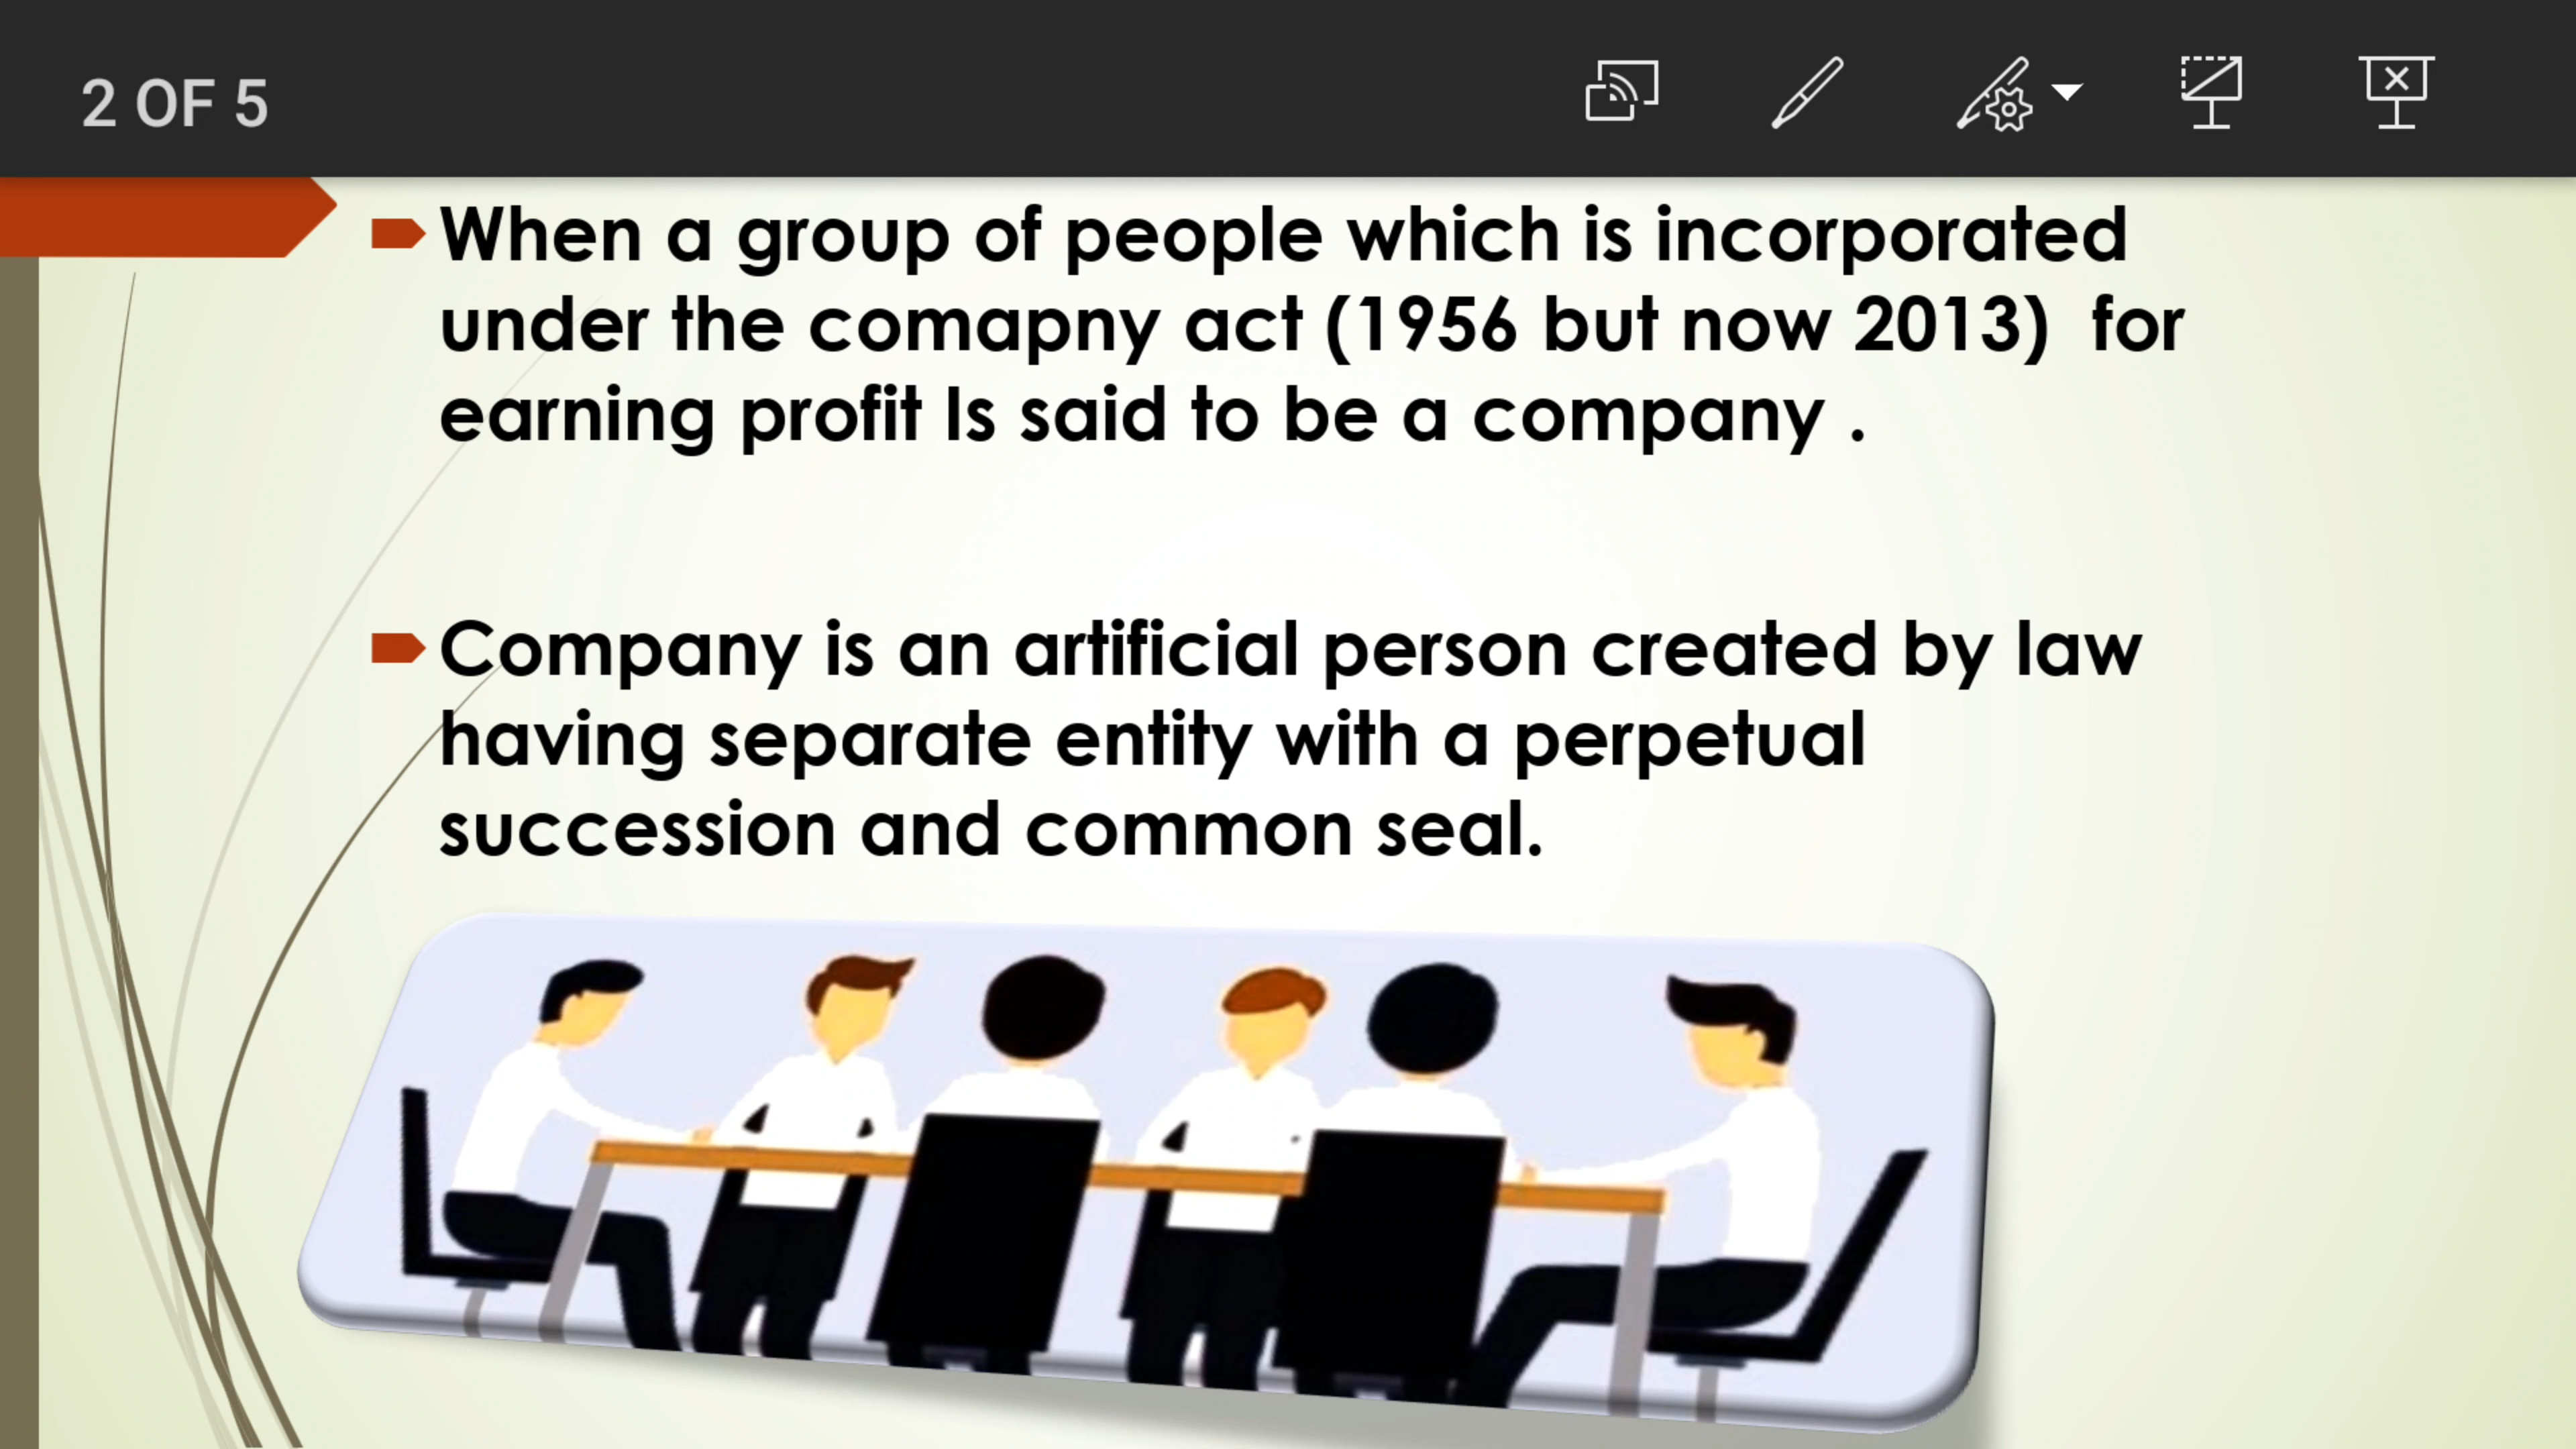 2 OF 5
When a group of people which is incorporated
under the comapny act (1956 but now 2013)  for
earning profit Is said to be a company .
Company is an artificial person created by law
having separate entity with a perpetual
succession and common seal.